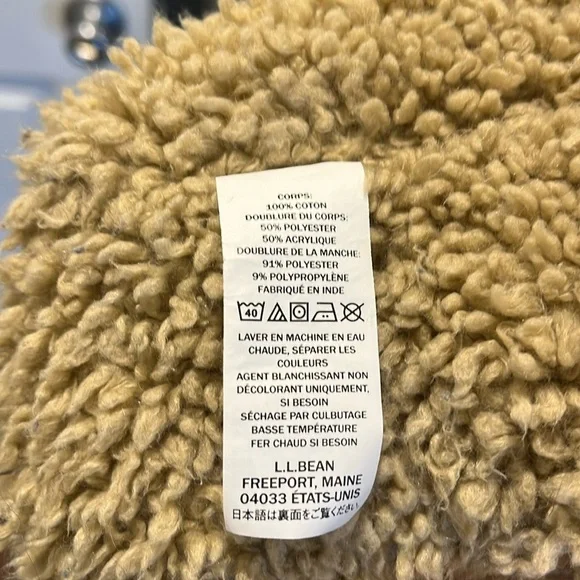 CORPS:
100% COTON
DOUBLURE DU CORPS:
50% POLYESTER
50% ACRYLIQUE
DOUBLURE DE LA MANCHE:
91% POLYESTER
9% POLYPROPYLÈNE
FABRIQUÉ EN INDE
40
LAVER EN MACHINE EN EAU
CHAUDE, SÉPARER LES
COULEURS
AGENT BLANCHISSANT NON
DÉCOLORANT UNIQUEMENT,
SI BESOIN
SÉCHAGE PAR CULBUTAGE
BASSE TEMPÉRATURE
FER CHAUD SI BESOIN
L.L.BEAN
FREEPORT, MAINE
04033 ÉTATS-UNIS
日本語は裏面をご覧ください